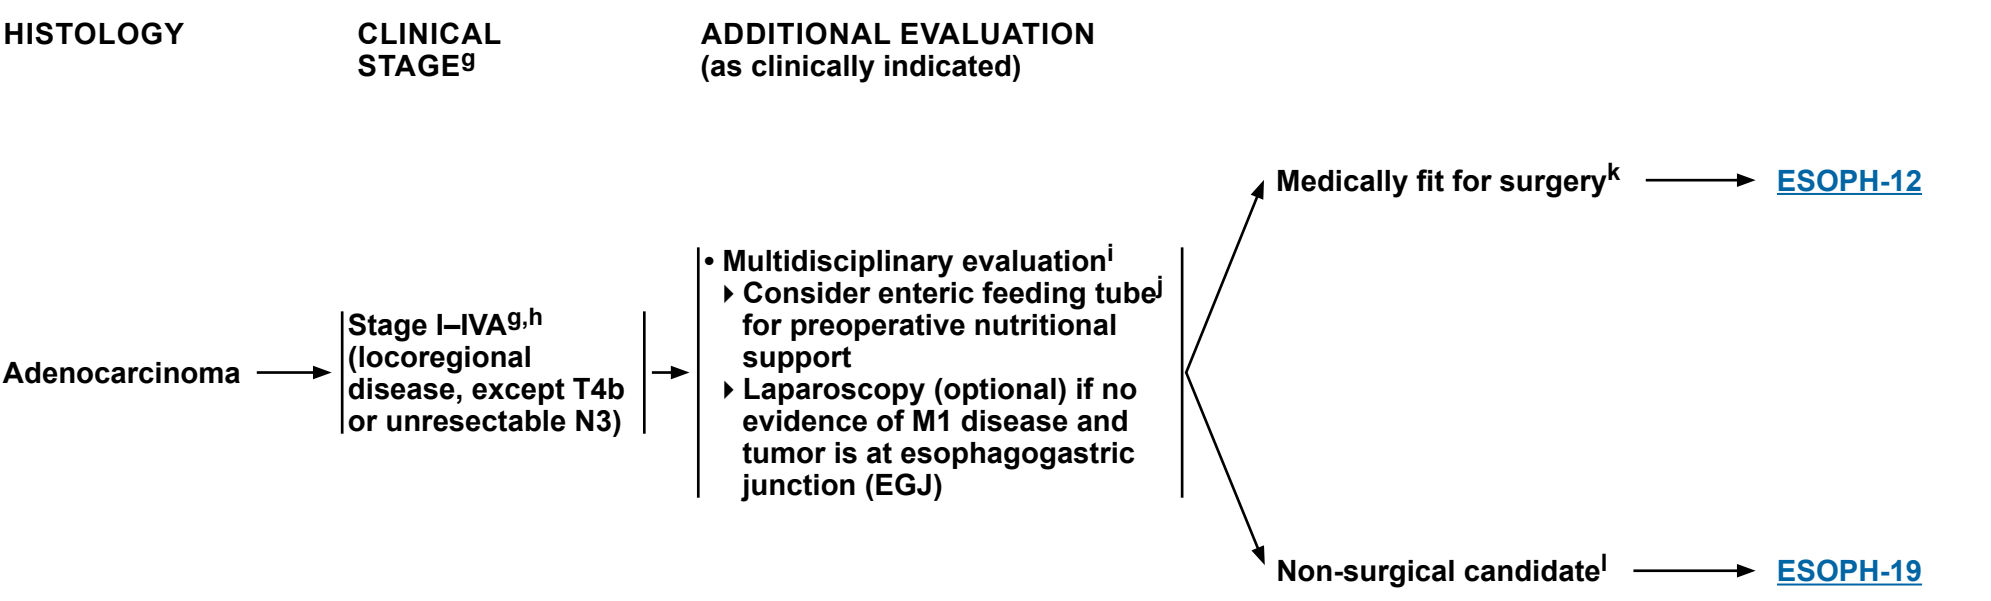 HISTOLOGY
CLINICAL
STAGEg
ADDITIONAL EVALUATION
(as clinically indicated)
Adenocarcinoma
Stage I–IVAg,h
(locoregional
disease, except T4b
or unresectable N3)
• Multidisciplinary evaluationi
Consider enteric feeding tubej
for preoperative nutritional
support
Laparoscopy (optional) if no
evidence of M1 disease and
tumor is at esophagogastric
junction (EGJ)
Medically fit for surgeryk
ESOPH-12
Non-surgical candidatel
ESOPH-19